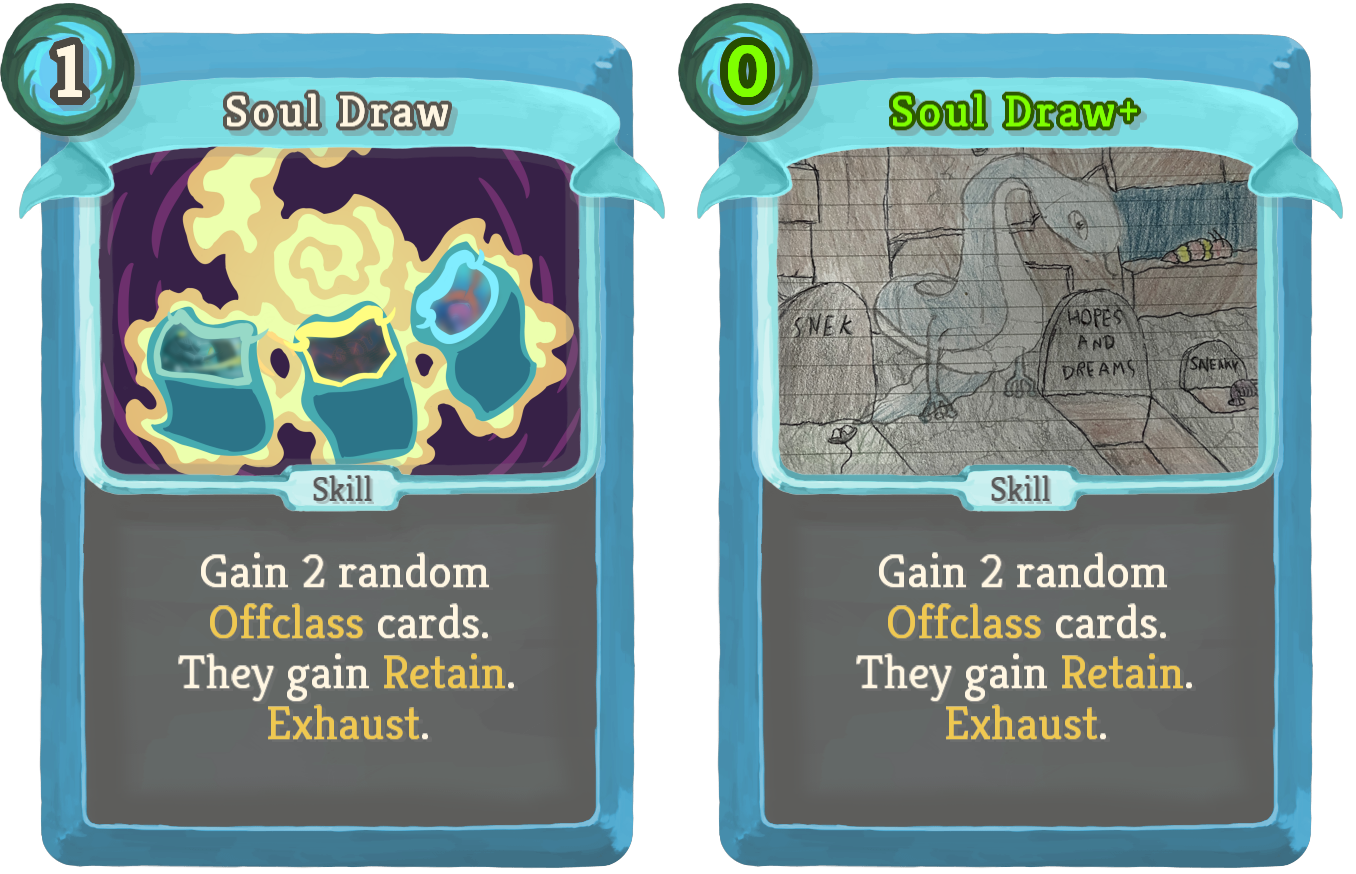 1
Soul Draw
Skill
Gain 2 random
Offclass cards.
They gain Retain.
Exhaust.
0
Soul Draw+
SNEK
HOPES
AND
DREAMS
SNEAKY
Skill
Gain 2 random
Offclass cards.
They gain Retain.
Exhaust.